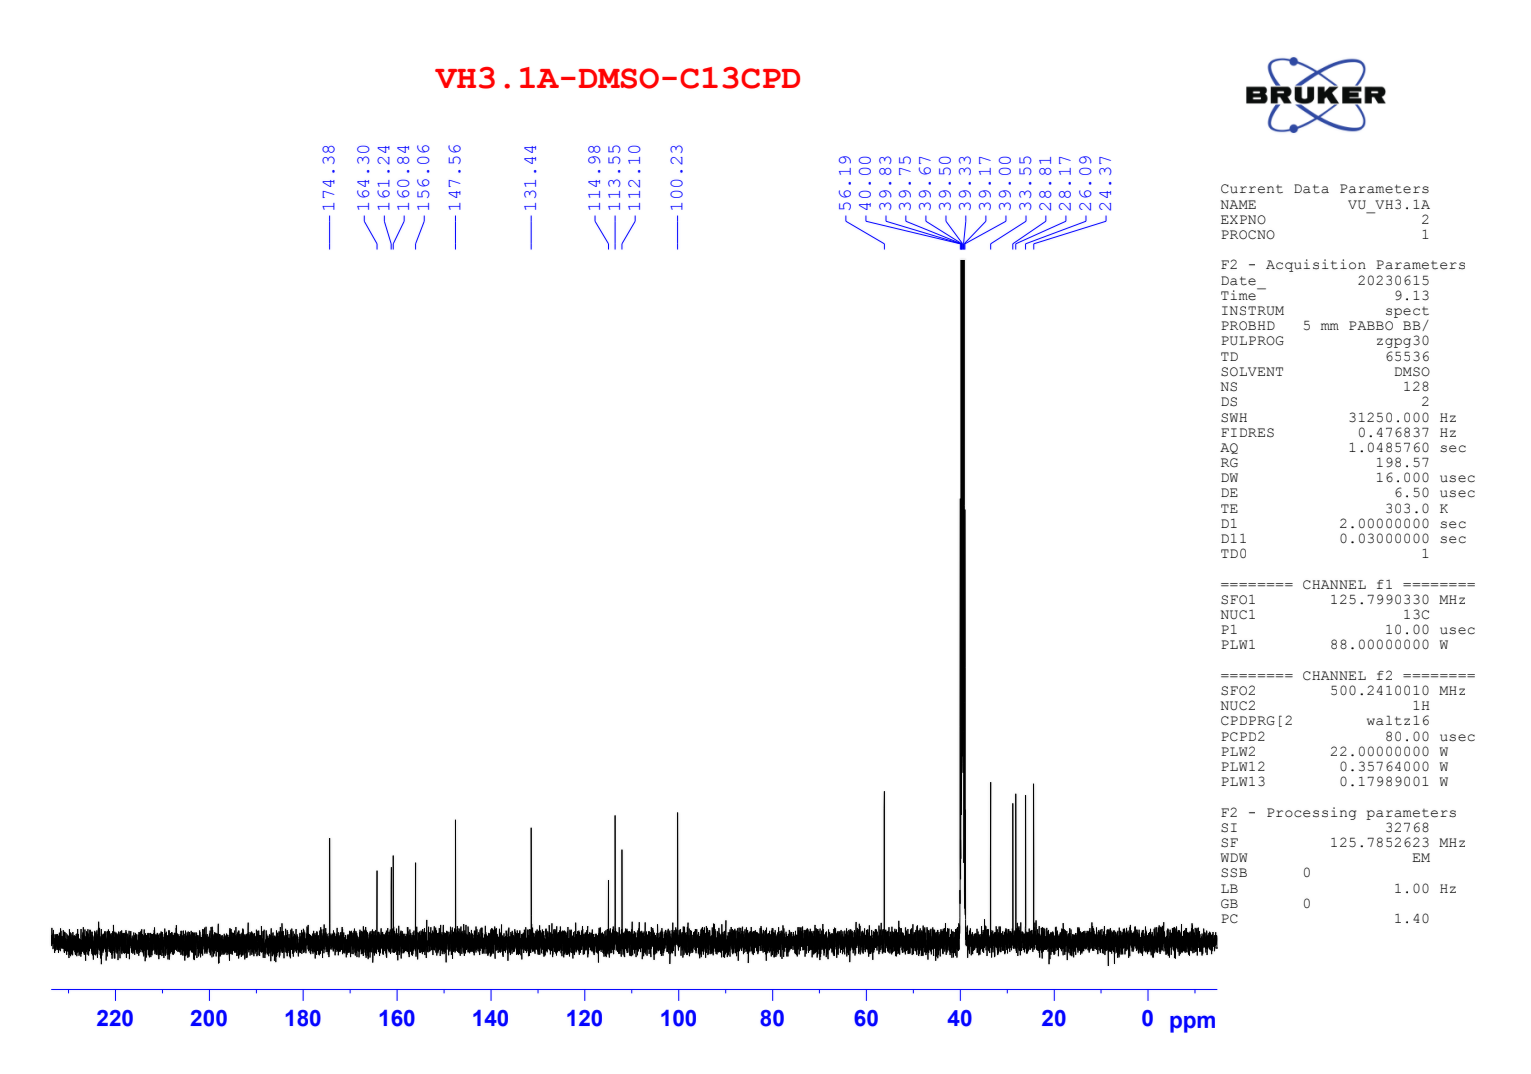 VH3.1A-DMSO-C13CPD
BRUKER
174.38
164.30
161.24
160.84
156.06
147.56
131.44
114.98
113.55
112.10
100.23
56.19
40.00
39.83
39.75
39.67
39.50
39.33
39.17
39.00
33.55
28.81
28.17
26.09
24.37
Current Data Parameters
NAME VU_VH3.1A
EXPNO 2
PROCNO 1
F2 - Acquisition Parameters
Date_ 20230615
Time 9.13
INSTRUM spect
PROBHD 5 mm PABBO BB/
PULPROG zgpg30
TD 65536
SOLVENT DMSO
NS 128
DS 2
SWH 31250.000 Hz
FIDRES 0.476837 Hz
AQ 1.0485760 sec
RG 198.57
DW 16.000 usec
DE 6.50 usec
TE 303.0 K
D1 2.00000000 sec
D11 0.03000000 sec
TD0 1
======== CHANNEL f1 ========
SFO1 125.7990330 MHz
NUC1 13C
P1 10.00 usec
PLW1 88.00000000 W
======== CHANNEL f2 ========
SFO2 500.2410010 MHz
NUC2 1H
CPDPRG[2 waltz16
PCPD2 80.00 usec
PLW2 22.00000000 W
PLW12 0.35764000 W
PLW13 0.17989001 W
F2 - Processing parameters
SI 32768
SF 125.7852623 MHz
WDW EM
SSB 0
LB 1.00 Hz
GB 0
PC 1.40
220 200 180 160 140 120 100 80 60 40 20 0 ppm